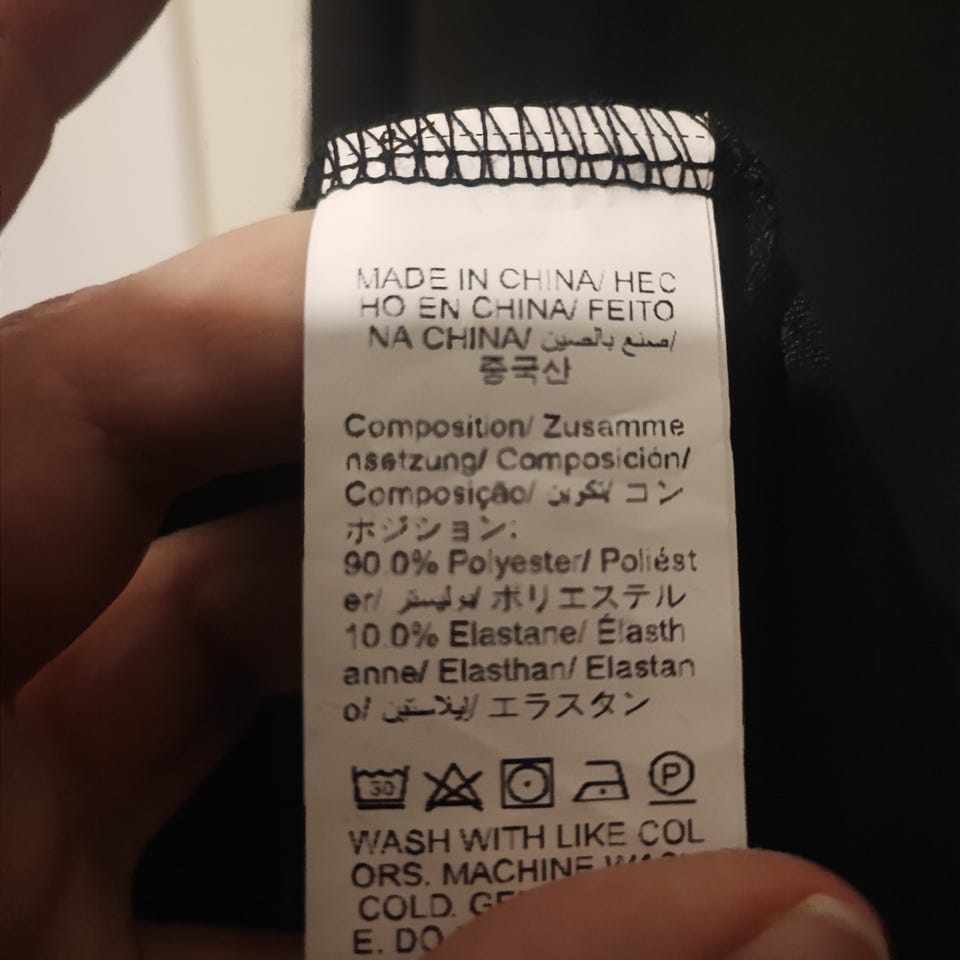 MADE IN CHINA/ HEC
HO EN CHINA/ FEITO
NA CHINA/ صنع بالصين/
중국산
Composition/ Zusamme
nsetzung/ Composición/
Composição/ تكوين/ コン
ポジション:
90.0% Polyester/ Poliést
er/ بوليستر/ ポリエステル
10.0% Elastane/ Élasth
anne/ Elasthan/ Elastan
o/ إيلاستين/ エラスタン
30 P
WASH WITH LIKE COL
ORS. MACHINE
COLD.
E. DO